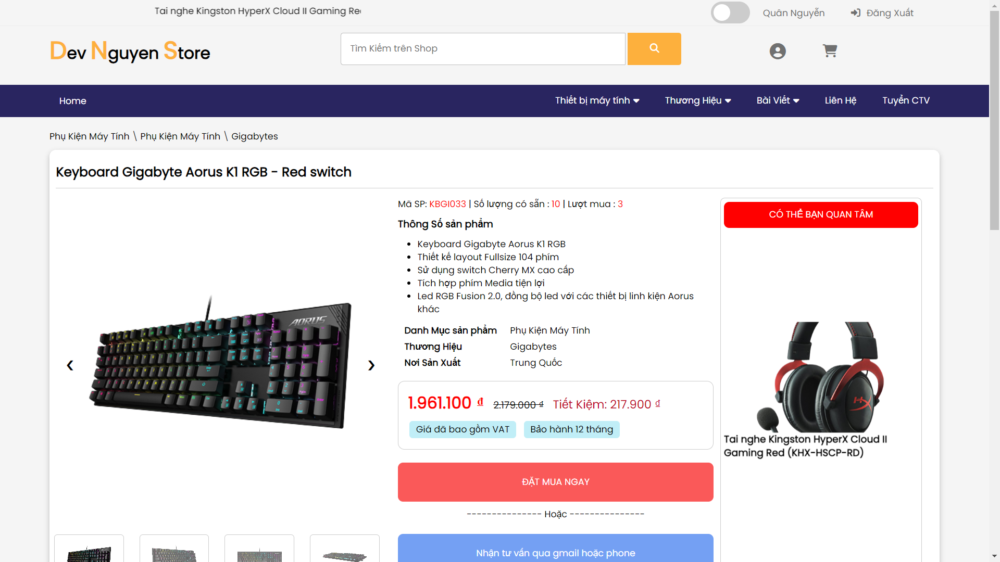 Tai nghe Kingston HyperX Cloud II Gaming Re
Quân Nguyễn
Đăng Xuất
Dev Nguyen Store
Tìm Kiếm trên Shop
Home
Thiết bị máy tính
Thương Hiệu
Bài Viết
Liên Hệ
Tuyển CTV
Phụ Kiện Máy Tính \ Phụ Kiện Máy Tính \ Gigabytes
Keyboard Gigabyte Aorus K1 RGB - Red switch
AORUS
Mã SP: KBGI033 | Số lượng có sẵn : 10 | Lượt mua : 3
Thông Số sản phẩm
Keyboard Gigabyte Aorus K1 RGB
Thiết kế layout Fullsize 104 phím
Sử dụng switch Cherry MX cao cấp
Tích hợp phím Media tiện lợi
Led RGB Fusion 2.0, đồng bộ led với các thiết bị linh kiện Aorus
khác
Danh Mục sản phẩm Phụ Kiện Máy Tính
Thương Hiệu Gigabytes
Nơi Sản Xuất Trung Quốc
1.961.100 ₫ 2.179.000 ₫ Tiết Kiệm: 217.900 ₫
Giá đã bao gồm VAT
Bảo hành 12 tháng
ĐẶT MUA NGAY
--------------- Hoặc ---------------
Nhận tư vấn qua gmail hoặc phone
CÓ THỂ BẠN QUAN TÂM
HX
Tai nghe Kingston HyperX Cloud II
Gaming Red (KHX-HSCP-RD)